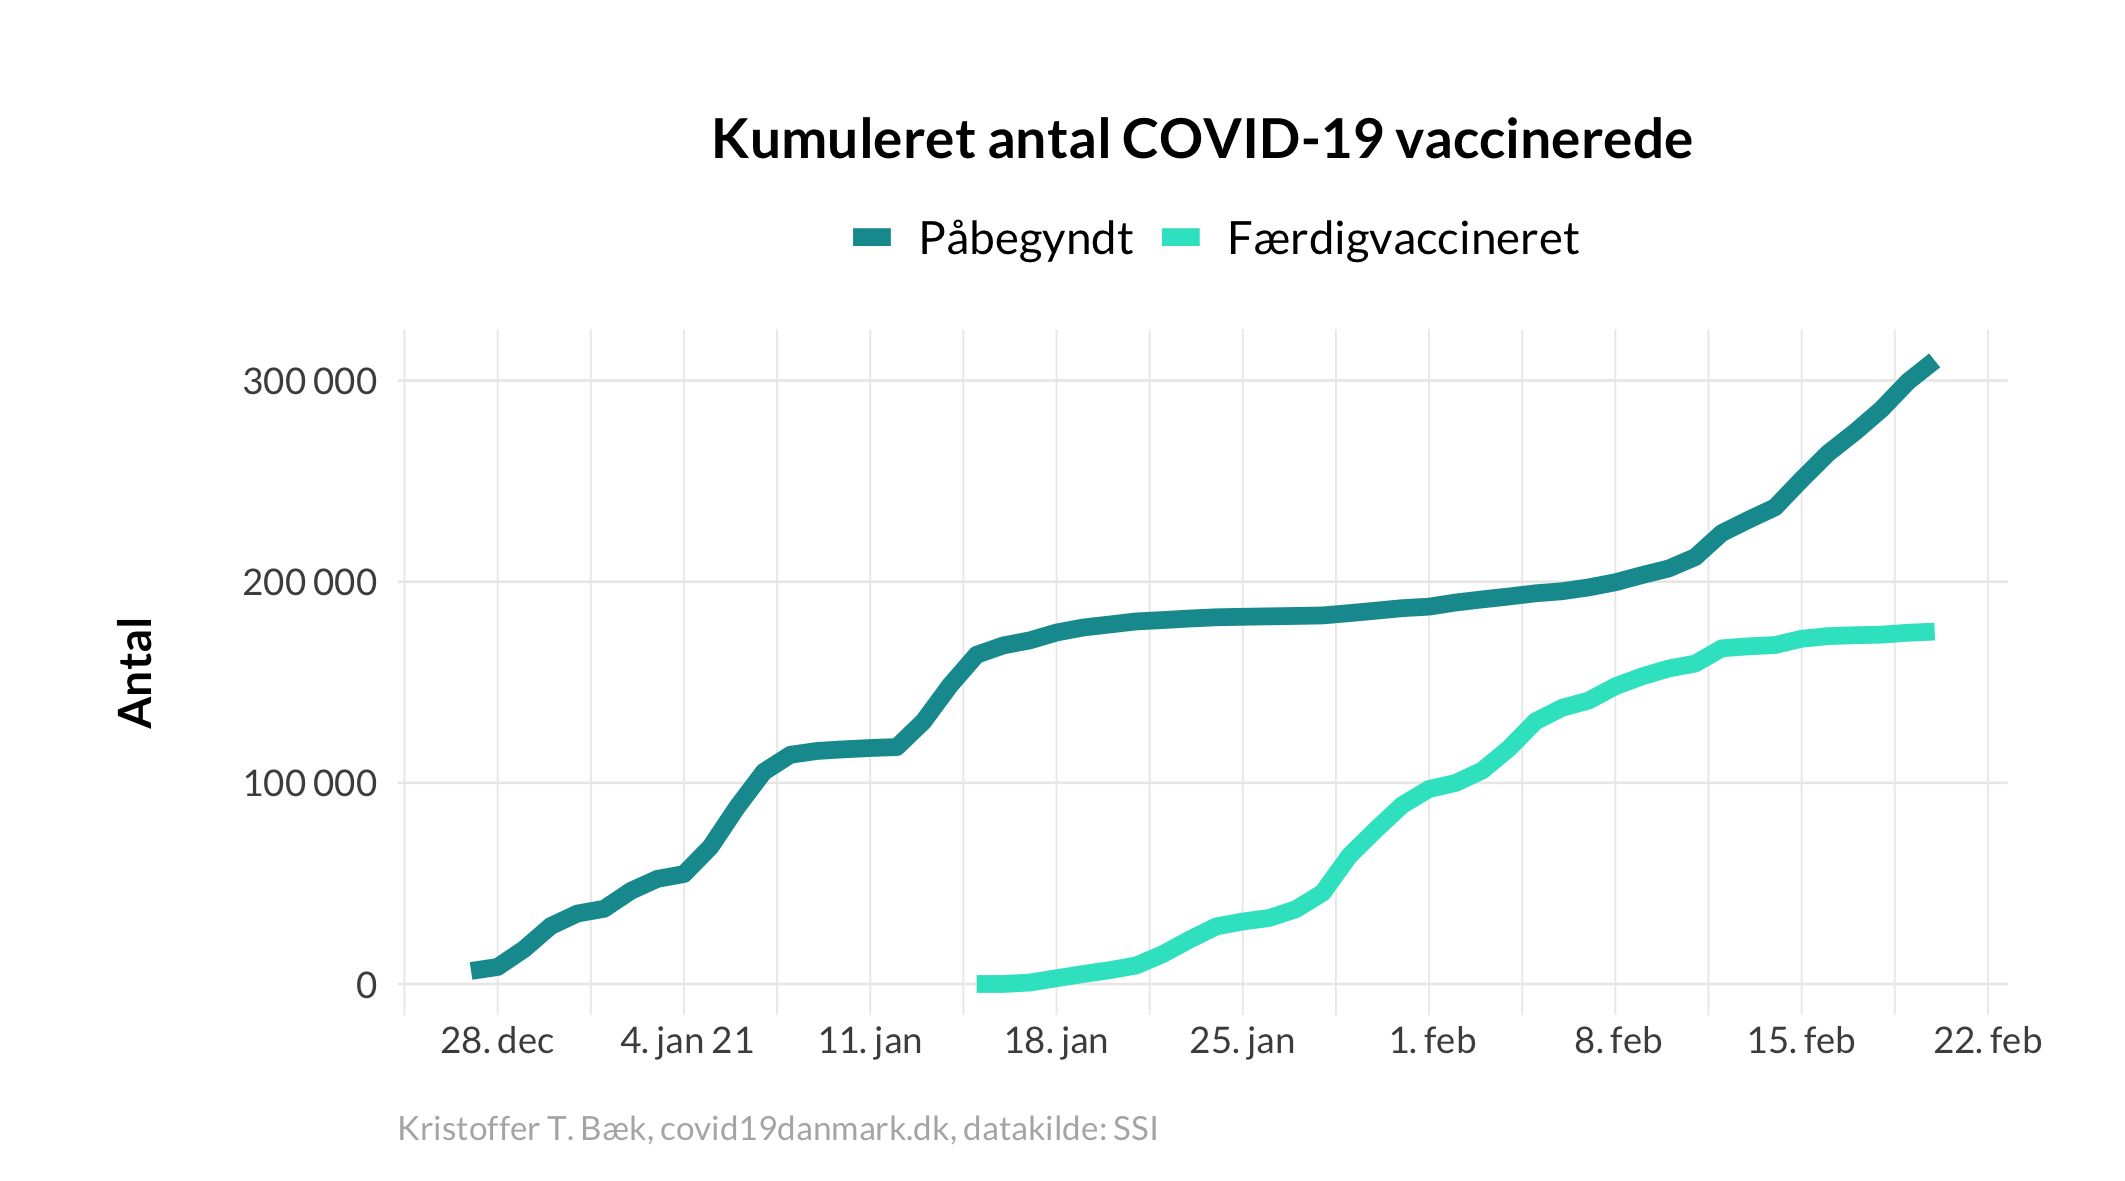 Kumuleret antal COVID-19 vaccinerede
Påbegyndt Færdigvaccineret
Antal
300 000
200 000
100 000
0
28. dec 4. jan 21 11. jan 18. jan 25. jan 1. feb 8. feb 15. feb 22. feb
Kristoffer T. Bæk, covid19danmark.dk, datakilde: SSI